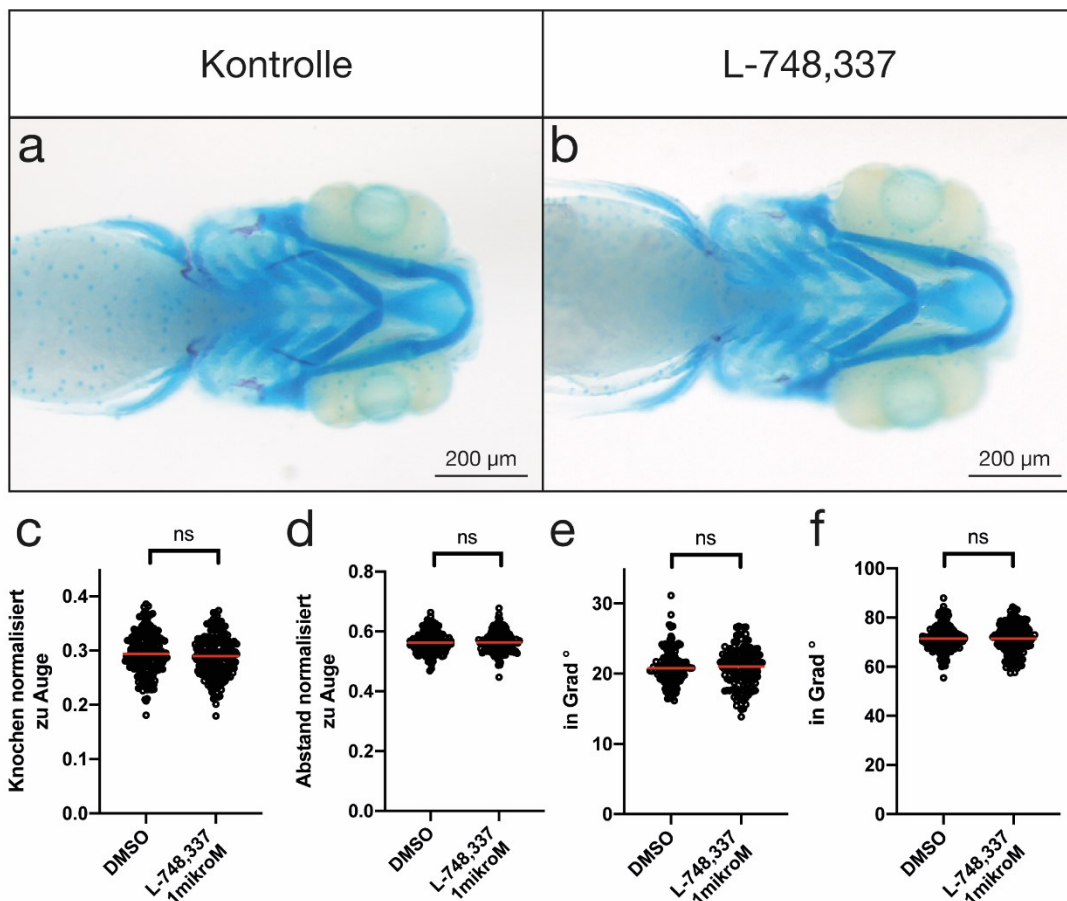 Kontrolle
L-748,337
a
b
200 µm
200 µm
c
d
e
f
ns
ns
ns
ns
Knochen normalisiert
zu Auge
0.4
0.3
0.2
0.1
0.0
DMSO
L-748,337
1mikroM
Abstand normalisiert
zu Auge
0.8
0.6
0.4
0.2
0.0
DMSO
L-748,337
1mikroM
in Grad °
30
20
10
0
DMSO
L-748,337
1mikroM
in Grad °
100
80
60
40
20
0
DMSO
L-748,337
1mikroM